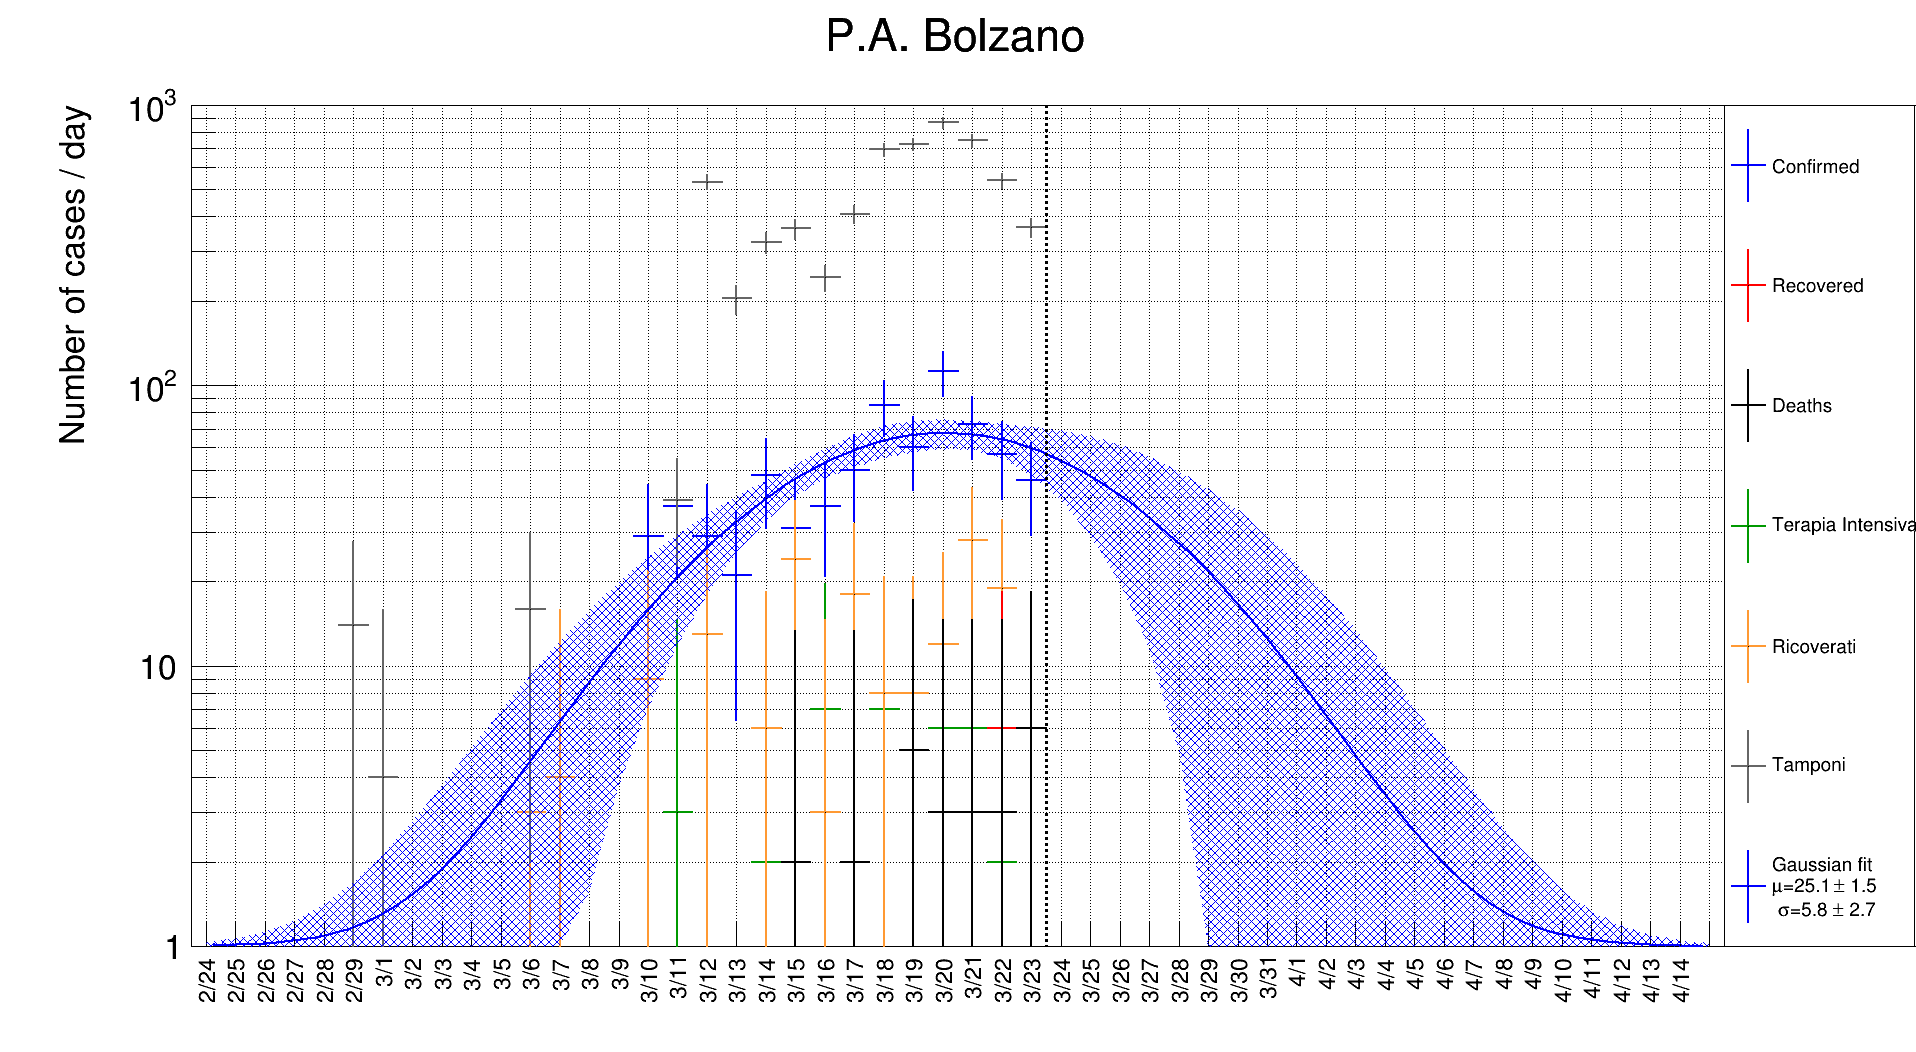 P.A. Bolzano
Number of cases / day
10³
10²
10
1
2/24 2/25 2/26 2/27 2/28 2/29 3/1 3/2 3/3 3/4 3/5 3/6 3/7 3/8 3/9 3/10 3/11 3/12 3/13 3/14 3/15 3/16 3/17 3/18 3/19 3/20 3/21 3/22 3/23 3/24 3/25 3/26 3/27 3/28 3/29 3/30 3/31 4/1 4/2 4/3 4/4 4/5 4/6 4/7 4/8 4/9 4/10 4/11 4/12 4/13 4/14
Confirmed
Recovered
Deaths
Terapia Intensiva
Ricoverati
Tamponi
Gaussian fit
μ=25.1 ± 1.5
σ=5.8 ± 2.7